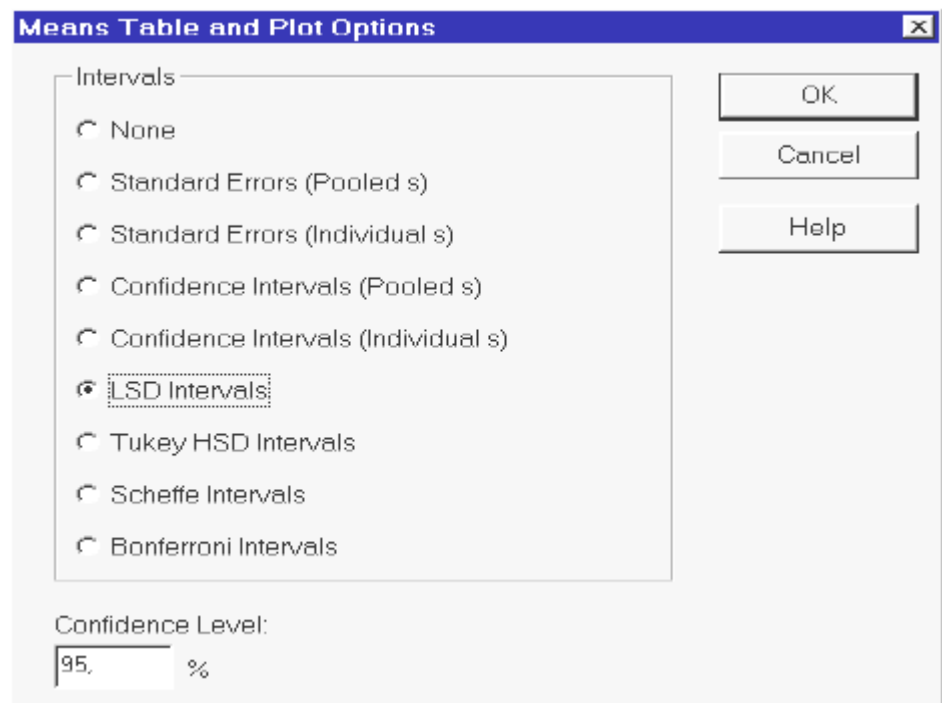 Means Table and Plot Options
Intervals
None
Standard Errors (Pooled s)
Standard Errors (Individual s)
Confidence Intervals (Pooled s)
Confidence Intervals (Individual s)
LSD Intervals
Tukey HSD Intervals
Scheffe Intervals
Bonferroni Intervals
Confidence Level:
95, %
OK
Cancel
Help